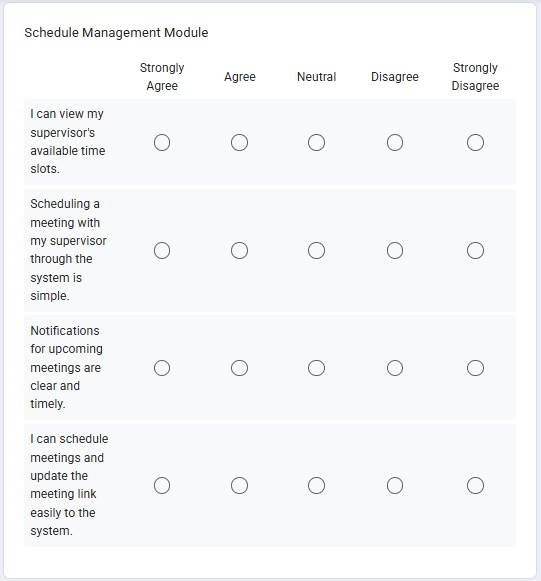 Schedule Management Module
Strongly Agree
Agree
Neutral
Disagree
Strongly Disagree
I can view my
supervisor's
available time
slots.
Scheduling a
meeting with
my supervisor
through the
system is
simple.
Notifications
for upcoming
meetings are
clear and
timely.
I can schedule
meetings and
update the
meeting link
easily to the
system.